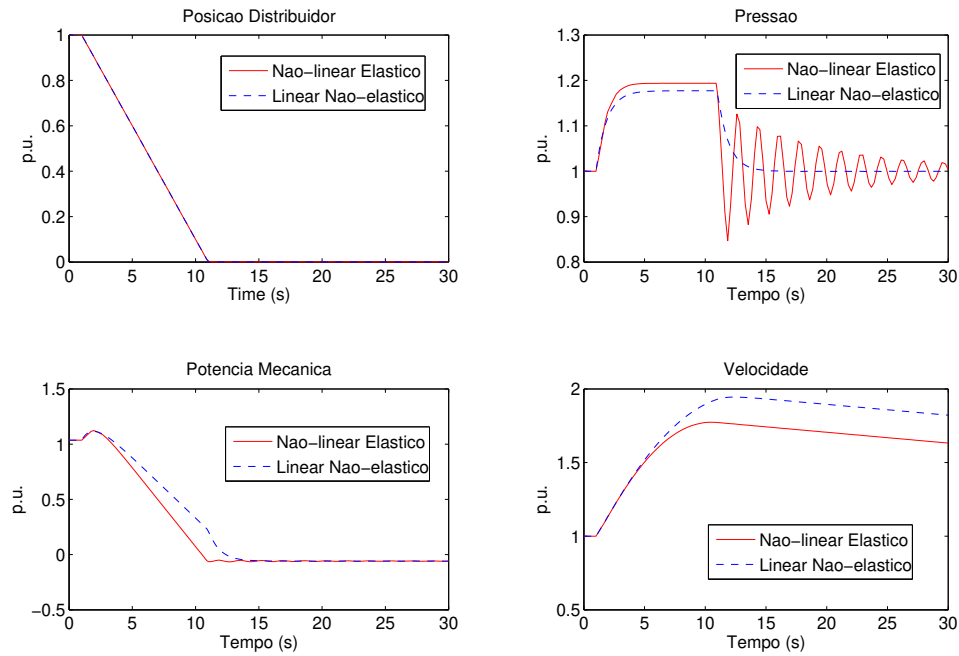 Posicao Distribuidor
1
0.8
0.6
0.4
0.2
0
p.u.
Nao-linear Elastico
Linear Nao-elastico
0 5 10 15 20 25 30
Time (s)
Pressao
1.3
1.2
1.1
1
0.9
0.8
p.u.
Nao-linear Elastico
Linear Nao-elastico
0 5 10 15 20 25 30
Tempo (s)
Potencia Mecanica
1.5
1
0.5
0
−0.5
p.u.
Nao-linear Elastico
Linear Nao-elastico
0 5 10 15 20 25 30
Tempo (s)
Velocidade
2
1.5
1
0.5
p.u.
Nao-linear Elastico
Linear Nao-elastico
0 5 10 15 20 25 30
Tempo (s)